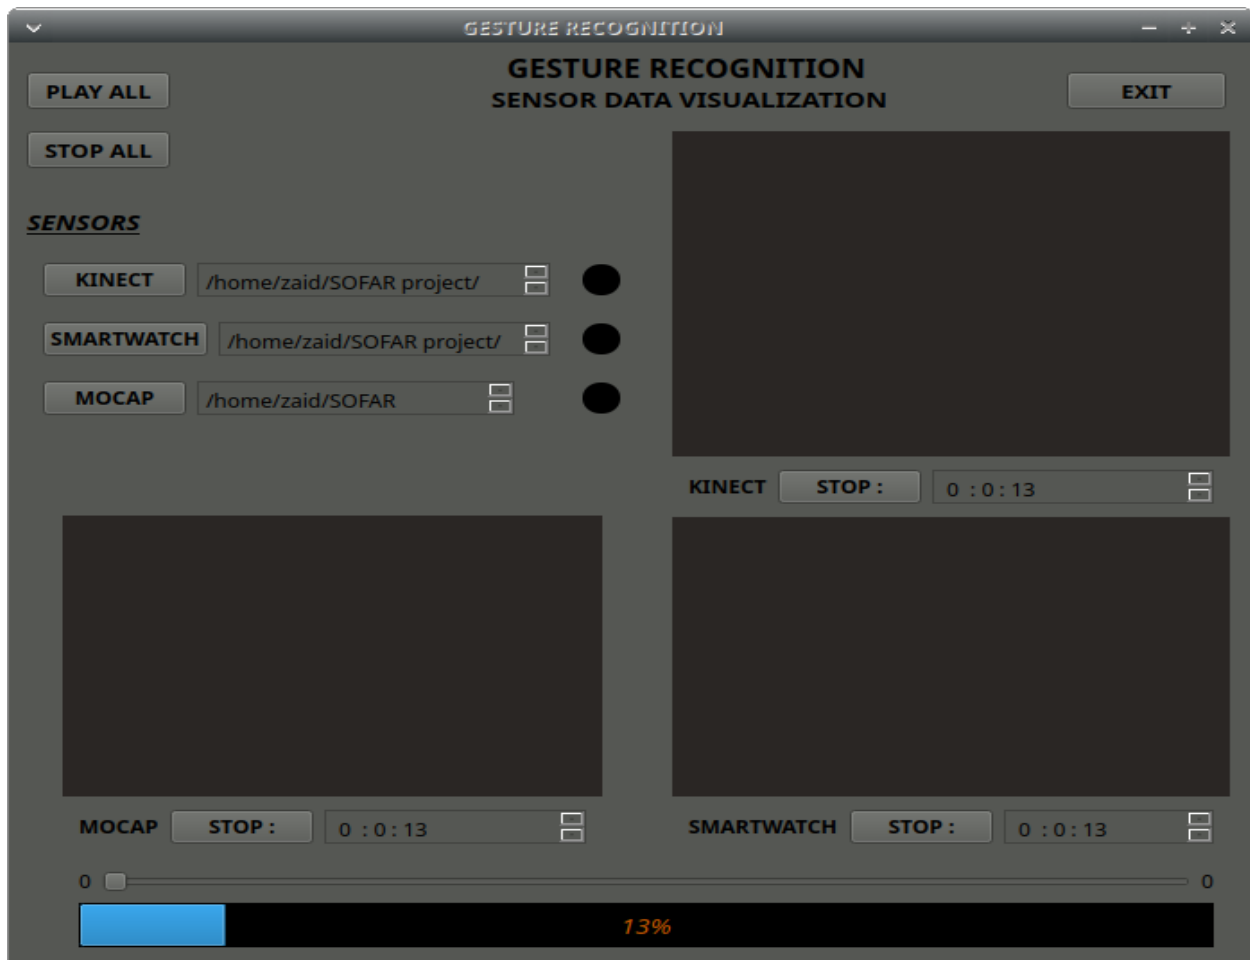 GESTURE RECOGNITION
GESTURE RECOGNITION
SENSOR DATA VISUALIZATION
PLAY ALL
EXIT
STOP ALL
SENSORS
KINECT /home/zaid/SOFAR project/
SMARTWATCH /home/zaid/SOFAR project/
MOCAP /home/zaid/SOFAR
KINECT STOP : 0 : 0 : 13
MOCAP STOP : 0 : 0 : 13
SMARTWATCH STOP : 0 : 0 : 13
0 0
13%